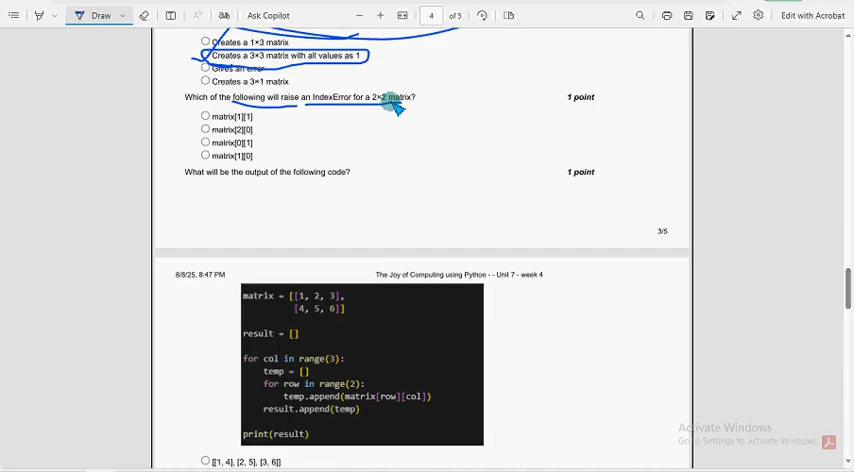 Draw
Ask Copilot
4
of 5
Edit with Acrobat
Creates a 1×3 matrix
Creates a 3×3 matrix with all values as 1
Gives an error
Creates a 3×1 matrix
Which of the following will raise an IndexError for a 2×2 matrix?
1 point
matrix[1][1]
matrix[2][0]
matrix[0][1]
matrix[1][0]
What will be the output of the following code?
1 point
3/5
8/8/25, 8:47 PM
The Joy of Computing using Python - - Unit 7 - week 4
matrix = [[1, 2, 3],
[4, 5, 6]]
result = []
for col in range(3):
temp = []
for row in range(2):
temp.append(matrix[row][col])
result.append(temp)
print(result)
Activate Windows
Go to Settings to activate Windows.
[[1, 4], [2, 5], [3, 6]]